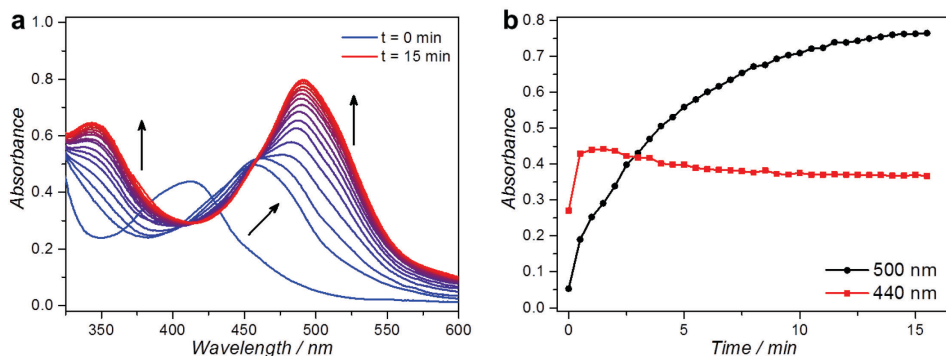 a
1.0
0.8
0.6
0.4
0.2
0.0
Absorbance
t = 0 min
t = 15 min
350 400 450 500 550 600
Wavelength / nm
b
0.8
0.7
0.6
0.5
0.4
0.3
0.2
0.1
0.0
Absorbance
500 nm
440 nm
0 5 10 15
Time / min